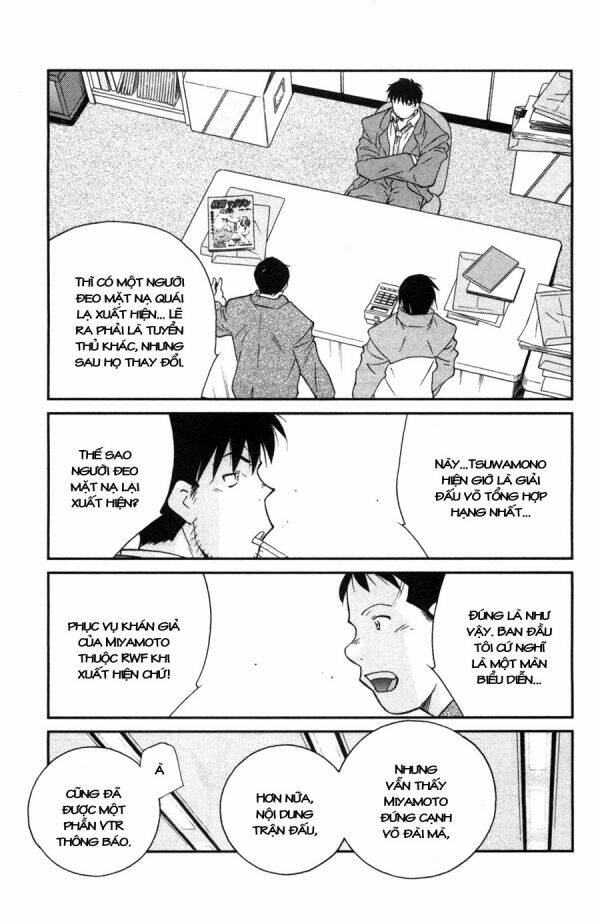 THÌ CÓ MỘT NGƯỜI
ĐEO MẶT NẠ QUÁI
LẠ XUẤT HIỆN... LẼ
RA PHẢI LÀ TUYỂN
THỦ KHÁC, NHƯNG
SAU HỌ THAY ĐỔI.
THẾ SAO
NGƯỜI ĐEO
MẶT NẠ LẠI
XUẤT HIỆN?
NÀY...TSUWAMONO
HIỆN GIỜ LÀ GIẢI
ĐẤU VÕ TỔNG HỢP
HẠNG NHẤT...
ĐÚNG LÀ NHƯ
VẬY. BAN ĐẦU
TÔI CỨ NGHĨ
LÀ MỘT MÀN
BIỂU DIỄN...
PHỤC VỤ KHÁN GIẢ
CỦA MIYAMOTO
THUỘC RWF KHI
XUẤT HIỆN CHỨ!
NHƯNG
VẪN THẤY
MIYAMOTO
ĐỨNG CẠNH
VÕ ĐÀI MÀ,
HƠN NỮA,
NỘI DUNG
TRẬN ĐẤU,
À
CŨNG ĐÃ
ĐƯỢC MỘT
PHẦN VTR
THÔNG BÁO.